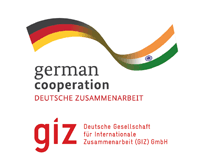 german
cooperation
DEUTSCHE ZUSAMMENARBEIT
giz
Deutsche Gesellschaft
für Internationale
Zusammenarbeit (GIZ) GmbH